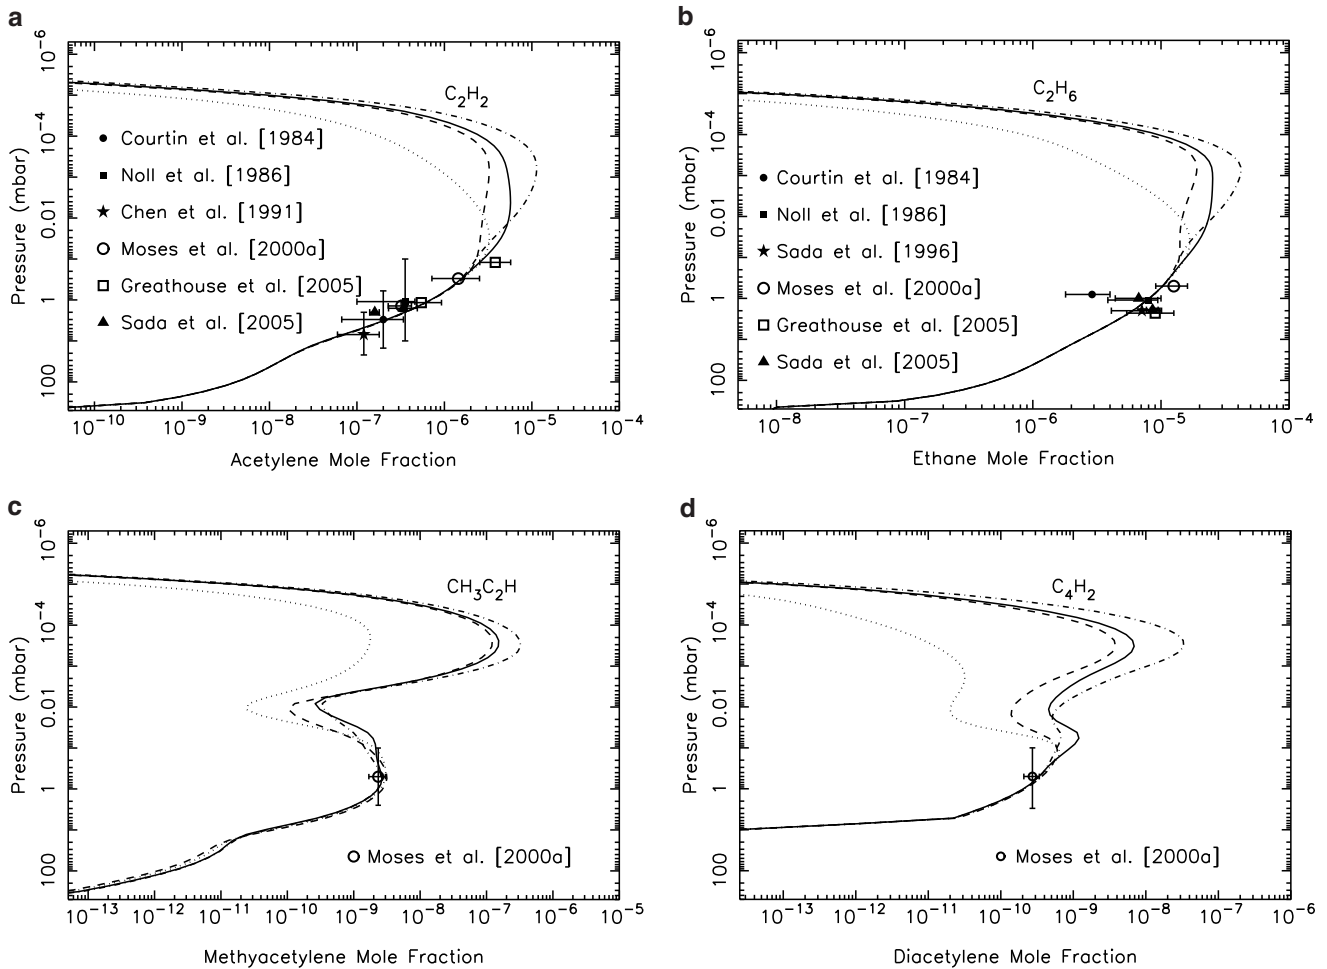 a
C2H2
Courtin et al. [1984]
Noll et al. [1986]
Chen et al. [1991]
Moses et al. [2000a]
Greathouse et al. [2005]
Sada et al. [2005]
10^-6
10^-4
0.01
1
100
Pressure (mbar)
10^-10 10^-9 10^-8 10^-7 10^-6 10^-5 10^-4
Acetylene Mole Fraction
b
C2H6
Courtin et al. [1984]
Noll et al. [1986]
Sada et al. [1996]
Moses et al. [2000a]
Greathouse et al. [2005]
Sada et al. [2005]
10^-6
10^-4
0.01
1
100
Pressure (mbar)
10^-8 10^-7 10^-6 10^-5 10^-4
Ethane Mole Fraction
c
CH3C2H
Moses et al. [2000a]
10^-6
10^-4
0.01
1
100
Pressure (mbar)
10^-13 10^-12 10^-11 10^-10 10^-9 10^-8 10^-7 10^-6 10^-5
Methyacetylene Mole Fraction
d
C4H2
Moses et al. [2000a]
10^-6
10^-4
0.01
1
100
Pressure (mbar)
10^-13 10^-12 10^-11 10^-10 10^-9 10^-8 10^-7 10^-6
Diacetylene Mole Fraction